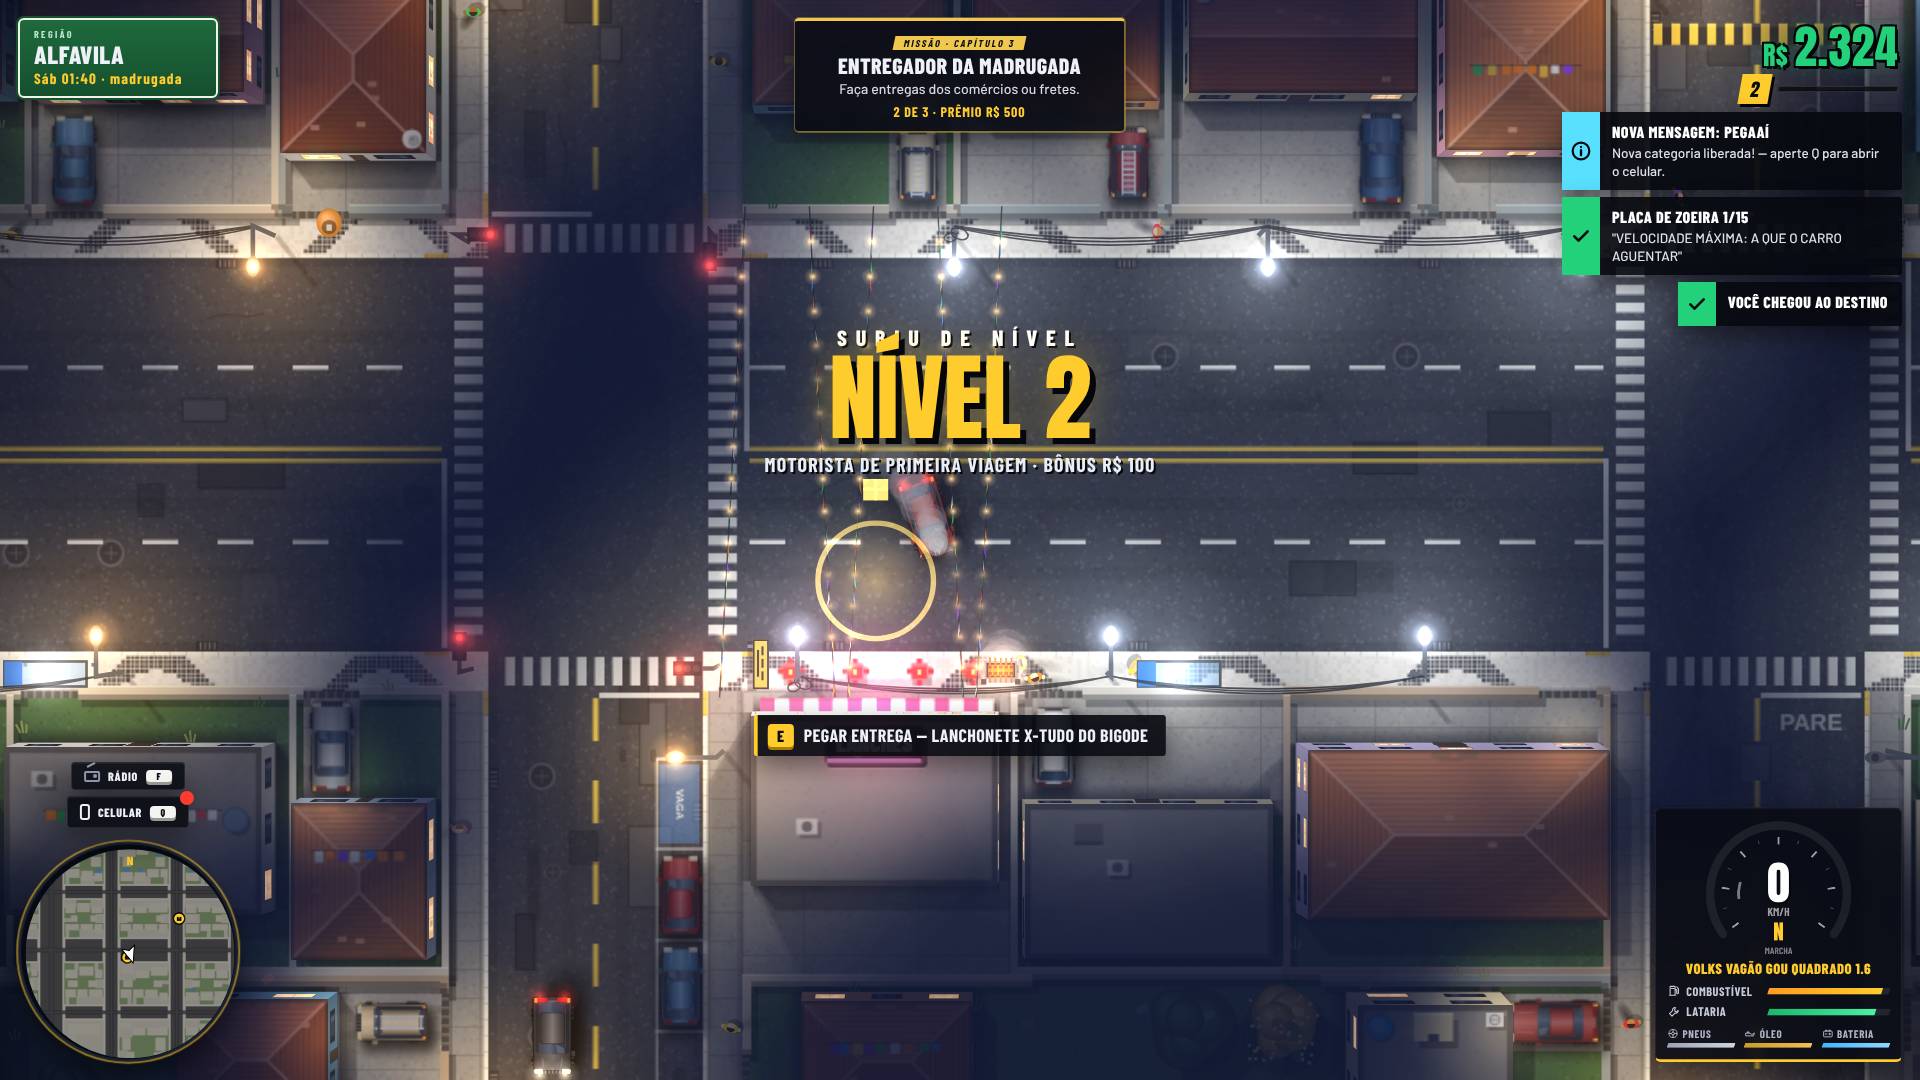 REGIÃO
ALFAVILA
Sáb 01:40 · madrugada
MISSÃO · CAPÍTULO 3
ENTREGADOR DA MADRUGADA
Faça entregas dos comércios ou fretes.
2 DE 3 · PRÊMIO R$ 500
R$ 2.324
2
NOVA MENSAGEM: PEGAAÍ
Nova categoria liberada! — aperte Q para abrir
o celular.
PLACA DE ZOEIRA 1/15
"VELOCIDADE MÁXIMA: A QUE O CARRO
AGUENTAR"
VOCÊ CHEGOU AO DESTINO
SUBIU DE NÍVEL
NÍVEL 2
MOTORISTA DE PRIMEIRA VIAGEM · BÔNUS R$ 100
E PEGAR ENTREGA — LANCHONETE X-TUDO DO BIGODE
PARE
VAGA
RÁDIO F
CELULAR Q
N
0
KM/H
N
MARCHA
VOLKS VAGÃO GOU QUADRADO 1.6
COMBUSTÍVEL
LATARIA
PNEUS ÓLEO BATERIA